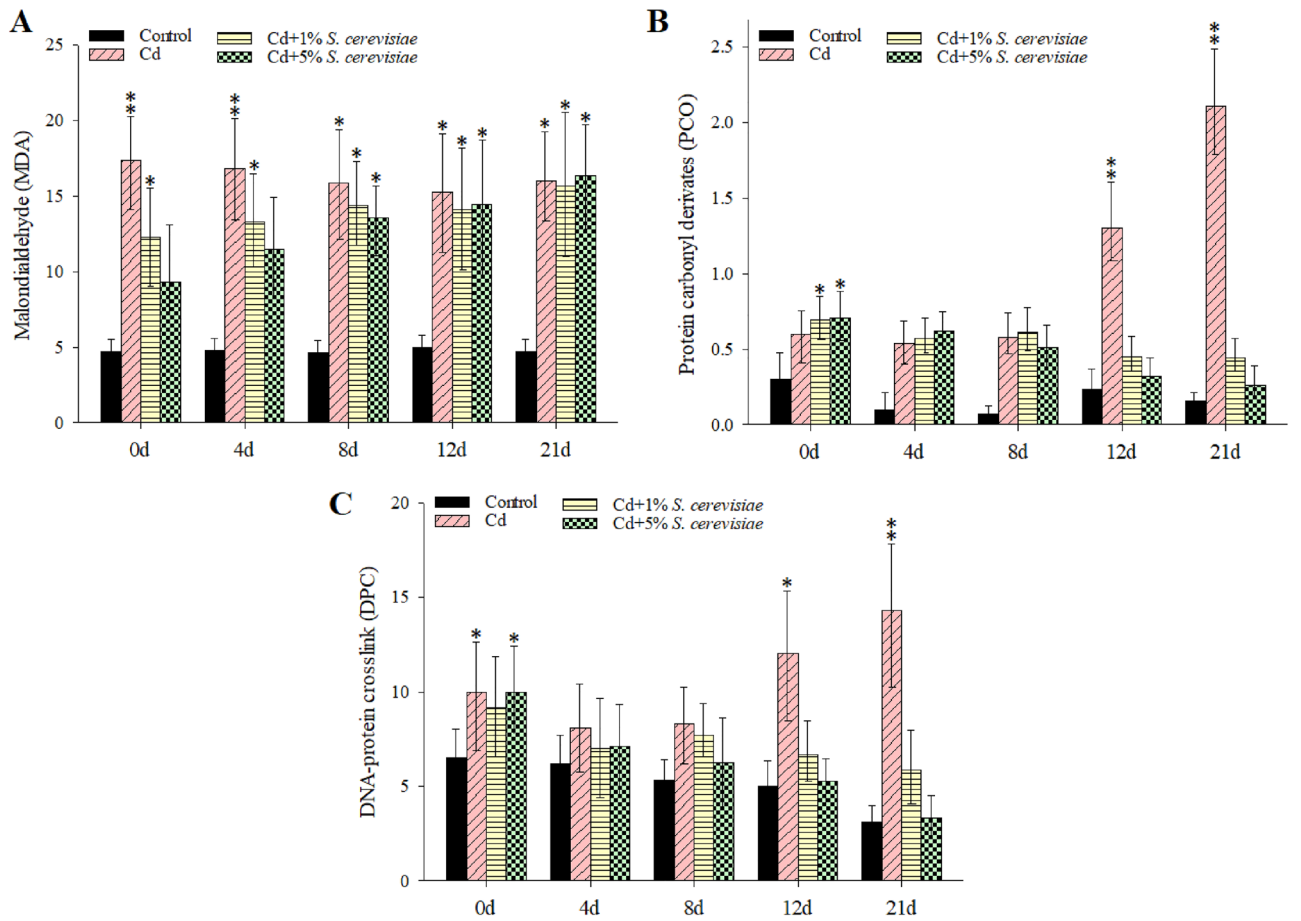 A
Control
Cd
Cd+1% S. cerevisiae
Cd+5% S. cerevisiae
Malondialdehyde (MDA)
25
20
15
10
5
0
** * ** * * * * * * * * * *
0d 4d 8d 12d 21d
B
Control
Cd
Cd+1% S. cerevisiae
Cd+5% S. cerevisiae
Protein carbonyl derivates (PCO)
2.5
2.0
1.5
1.0
0.5
0.0
* * ** **
0d 4d 8d 12d 21d
C
Control
Cd
Cd+1% S. cerevisiae
Cd+5% S. cerevisiae
DNA-protein crosslink (DPC)
20
15
10
5
0
* * * **
0d 4d 8d 12d 21d